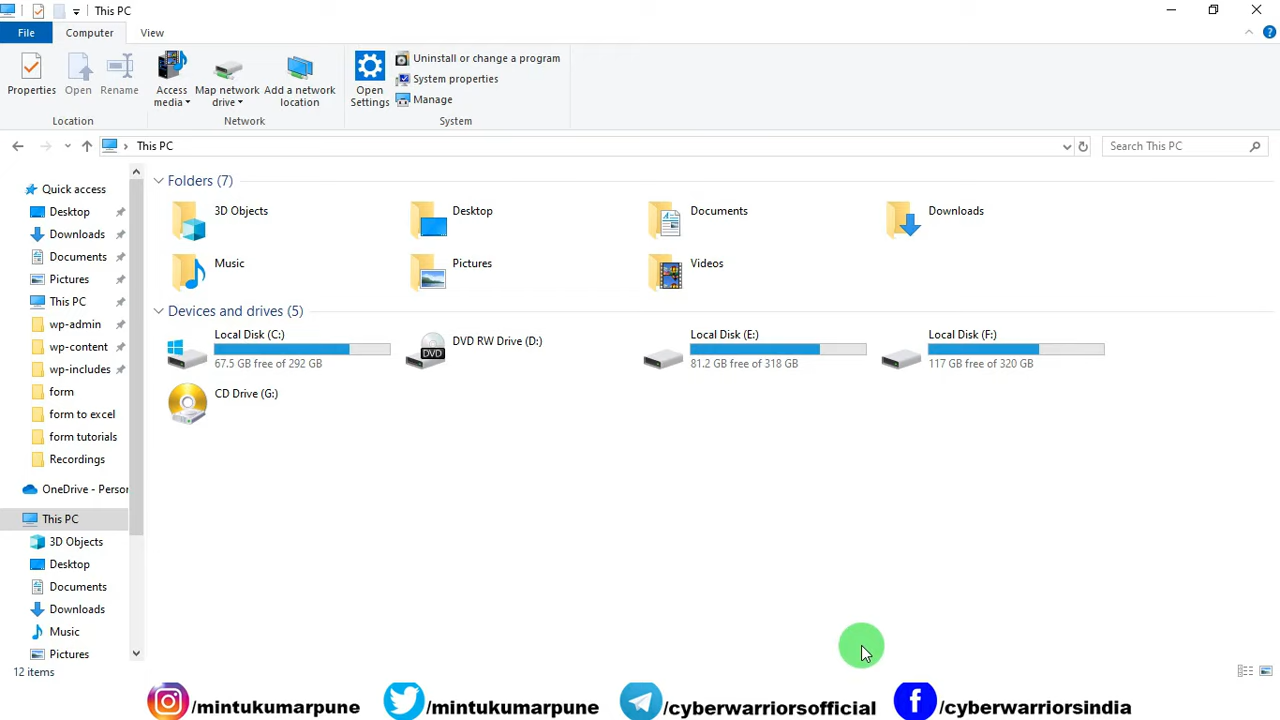 This PC
File
Computer
View
Properties
Open
Rename
Location
Access media
Map network drive
Add a network location
Network
Open Settings
Uninstall or change a program
System properties
Manage
System
This PC
Search This PC
Quick access
Desktop
Downloads
Documents
Pictures
This PC
wp-admin
wp-content
wp-includes
form
form to excel
form tutorials
Recordings
OneDrive - Person
This PC
3D Objects
Desktop
Documents
Downloads
Music
Pictures
Folders (7)
3D Objects
Desktop
Documents
Downloads
Music
Pictures
Videos
Devices and drives (5)
Local Disk (C:)
67.5 GB free of 292 GB
DVD RW Drive (D:)
DVD
Local Disk (E:)
81.2 GB free of 318 GB
Local Disk (F:)
117 GB free of 320 GB
CD Drive (G:)
12 items
/mintukumarpune
/mintukumarpune
/cyberwarriorsofficial
/cyberwarriorsindia